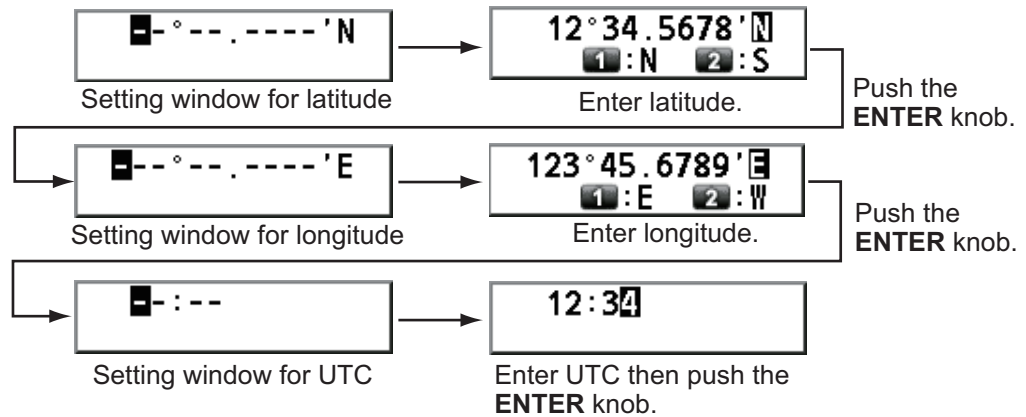 --°--.----'N
12°34.5678'N
1 :N 2 :S
Setting window for latitude
Enter latitude.
Push the
ENTER knob.
---°--.----'E
123°45.6789'E
1 :E 2 :W
Setting window for longitude
Enter longitude.
Push the
ENTER knob.
--:--
12:34
Setting window for UTC
Enter UTC then push the
ENTER knob.